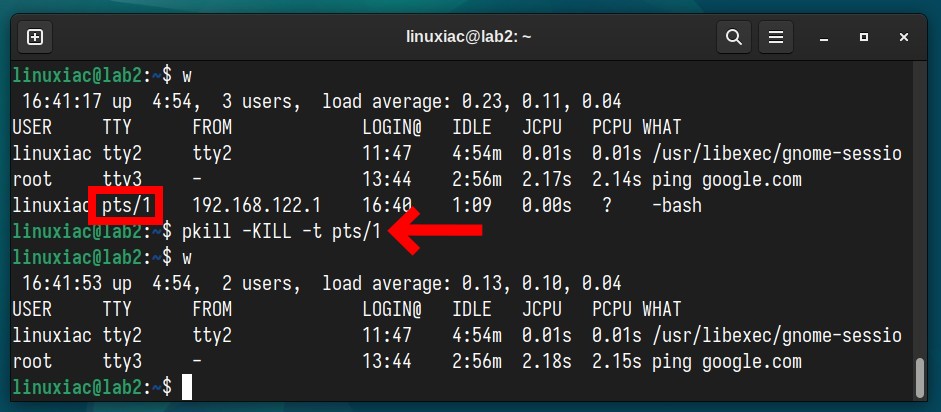 linuxiac@lab2: ~
linuxiac@lab2:~$ w
16:41:17 up  4:54,  3 users,  load average: 0.23, 0.11, 0.04
USER     TTY      FROM             LOGIN@   IDLE   JCPU   PCPU WHAT
linuxiac tty2     tty2             11:47    4:54m  0.01s  0.01s /usr/libexec/gnome-sessio
root     tty3     -                13:44    2:56m  2.17s  2.14s ping google.com
linuxiac pts/1    192.168.122.1    16:40    1:09   0.00s   ?    -bash
linuxiac@lab2:~$ pkill -KILL -t pts/1
linuxiac@lab2:~$ w
16:41:53 up  4:54,  2 users,  load average: 0.13, 0.10, 0.04
USER     TTY      FROM             LOGIN@   IDLE   JCPU   PCPU WHAT
linuxiac tty2     tty2             11:47    4:54m  0.01s  0.01s /usr/libexec/gnome-sessio
root     tty3     -                13:44    2:56m  2.18s  2.15s ping google.com
linuxiac@lab2:~$